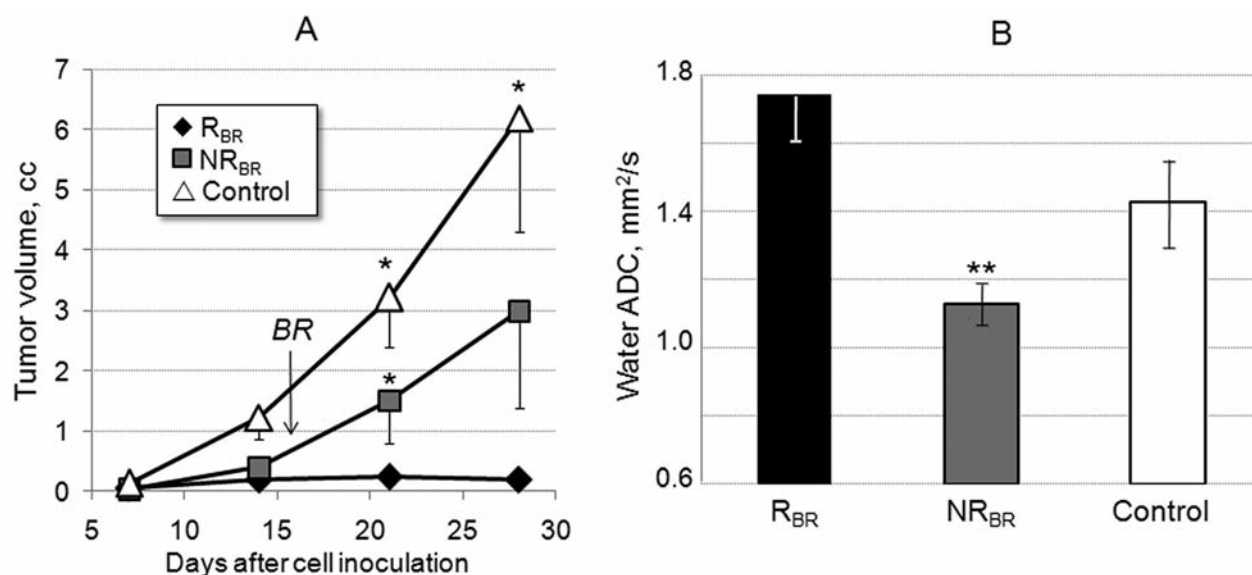 A
Tumor volume, cc
7
6
5
4
3
2
1
0
R_BR
NR_BR
Control
*
*
*
BR
5
10
15
20
25
30
Days after cell inoculation
B
Water ADC, mm²/s
1.8
1.4
1.0
0.6
**
R_BR
NR_BR
Control